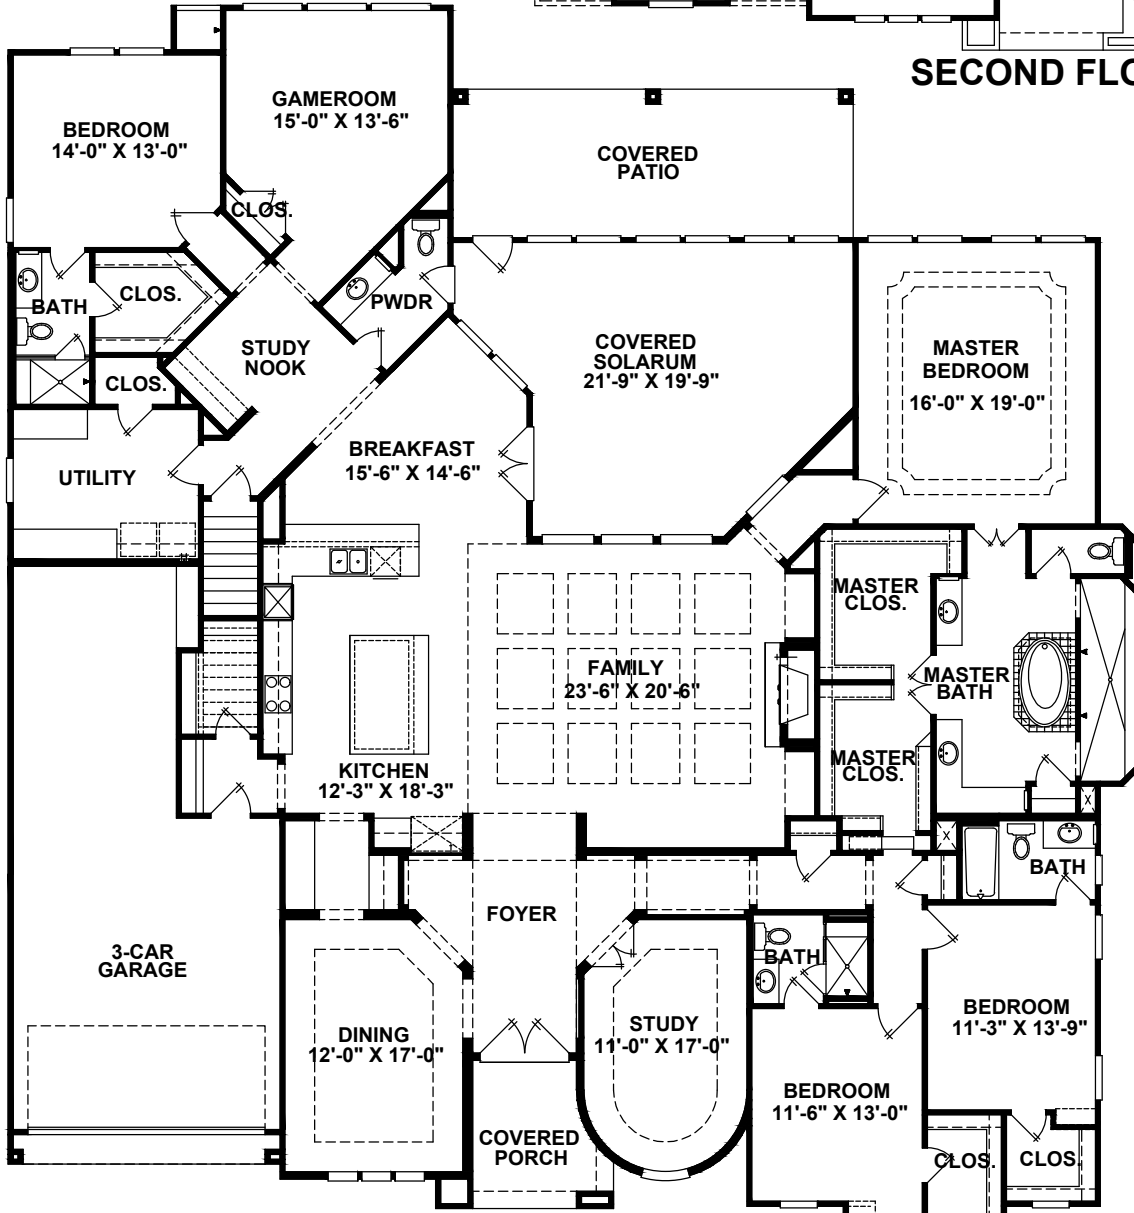 SECOND FLO
GAMEROOM
15'-0" X 13'-6"
BEDROOM
14'-0" X 13'-0"
COVERED
PATIO
CLOS.
CLOS.
BATH
PWDR
STUDY
NOOK
COVERED
SOLARUM
21'-9" X 19'-9"
MASTER
BEDROOM
16'-0" X 19'-0"
CLOS.
BREAKFAST
15'-6" X 14'-6"
UTILITY
MASTER
CLOS.
FAMILY
23'-6" X 20'-6"
MASTER
BATH
KITCHEN
12'-3" X 18'-3"
MASTER
CLOS.
BATH
FOYER
3-CAR
GARAGE
BATH
DINING
12'-0" X 17'-0"
STUDY
11'-0" X 17'-0"
BEDROOM
11'-3" X 13'-9"
BEDROOM
11'-6" X 13'-0"
COVERED
PORCH
CLOS.
CLOS.